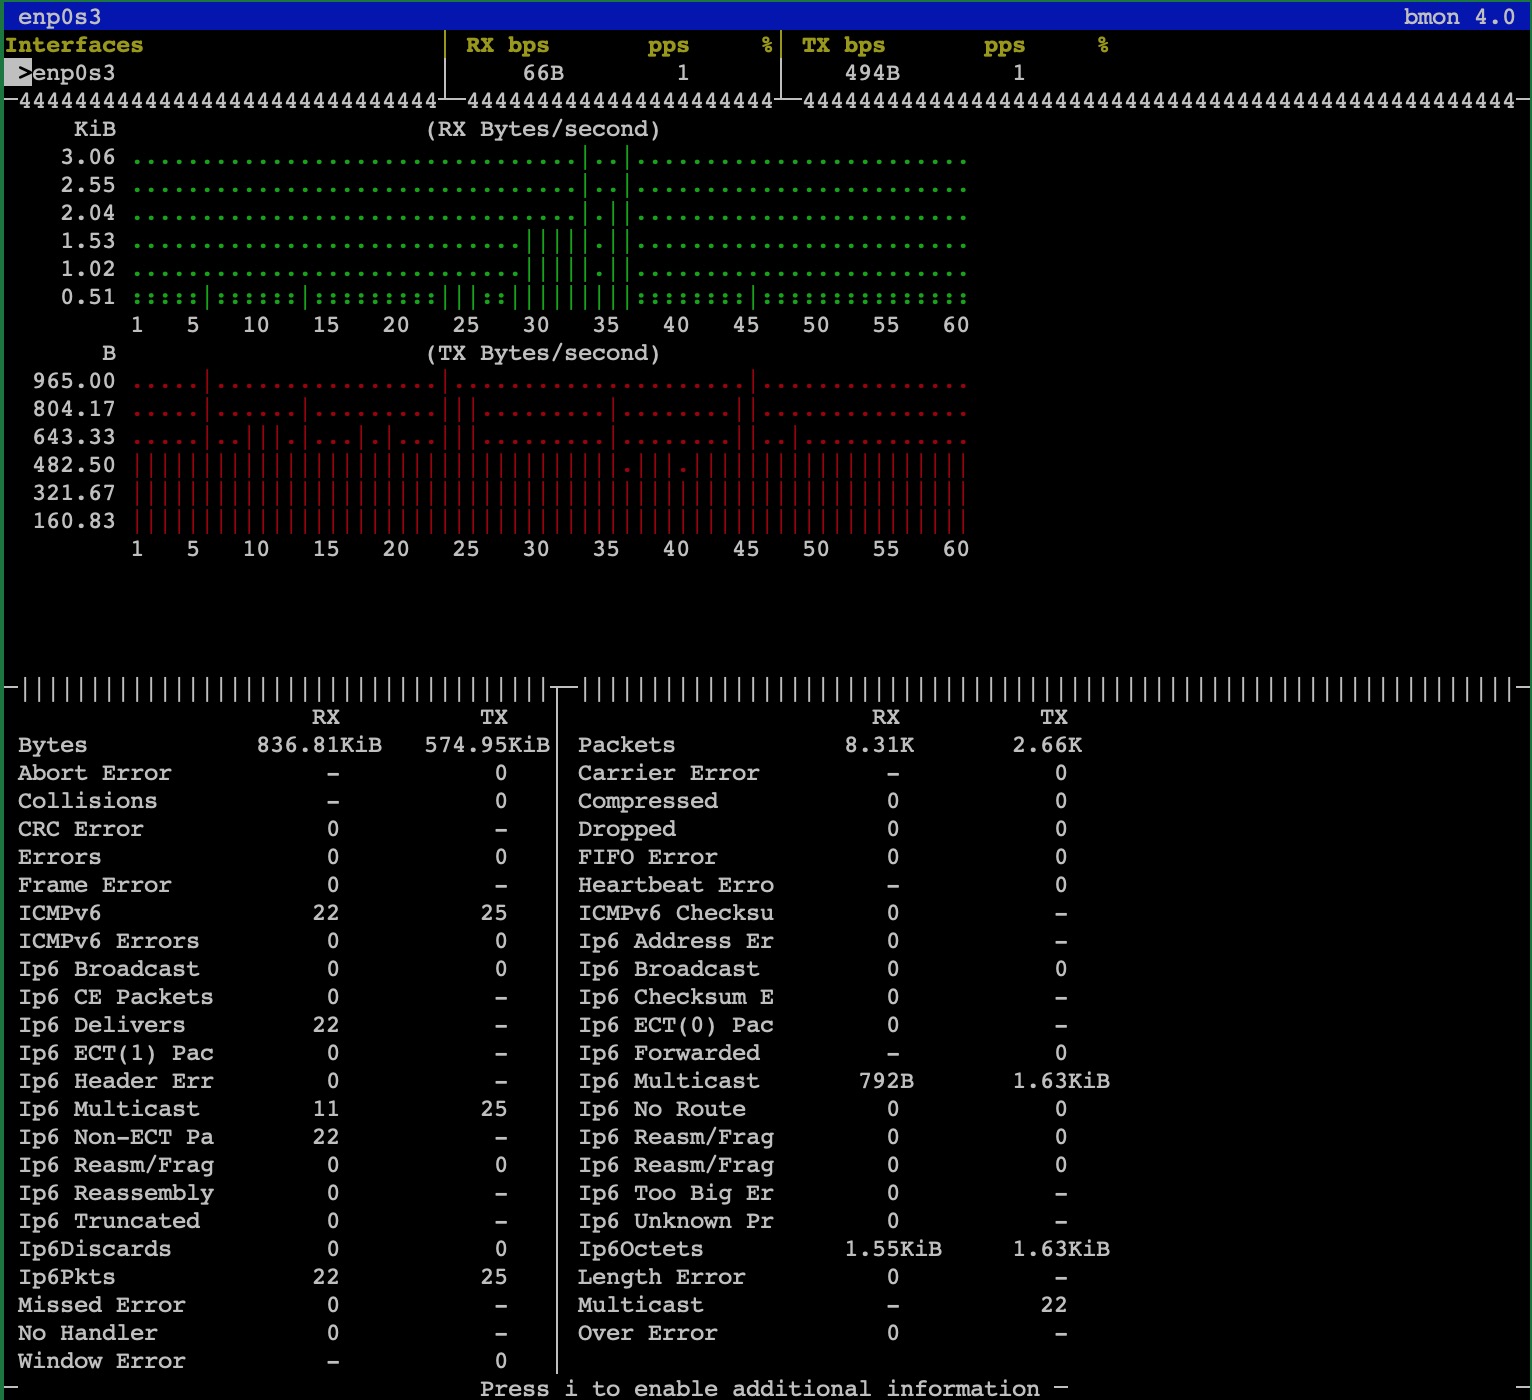 enp0s3 bmon 4.0
Interfaces RX bps pps % TX bps pps %
>enp0s3 66B 1 494B 1
444444444444444444444444444444 4444444444444444444444 444444444444444444444444444444444444444444444444444
KiB (RX Bytes/second)
3.06 ................................|..|........................
2.55 ................................|..|........................
2.04 ................................|.||........................
1.53 ............................|||||.||........................
1.02 ............................|||||.||........................
0.51 :::::|::::::|:::::::::|||::|||||||||::::::::|:::::::::::::::
1 5 10 15 20 25 30 35 40 45 50 55 60
B (TX Bytes/second)
965.00 .....|................|.....................|...............
804.17 .....|......|.........|||.........|........||...............
643.33 .....|..|||.|...|.|...|||.........|........||..|............
482.50 |||||||||||||||||||||||||||||||||||.|||.||||||||||||||||||||
321.67 ||||||||||||||||||||||||||||||||||||||||||||||||||||||||||||
160.83 ||||||||||||||||||||||||||||||||||||||||||||||||||||||||||||
1 5 10 15 20 25 30 35 40 45 50 55 60
RX TX RX TX
Bytes 836.81KiB 574.95KiB Packets 8.31K 2.66K
Abort Error - 0 Carrier Error - 0
Collisions - 0 Compressed 0 0
CRC Error 0 - Dropped 0 0
Errors 0 0 FIFO Error 0 0
Frame Error 0 - Heartbeat Erro - 0
ICMPv6 22 25 ICMPv6 Checksu 0 -
ICMPv6 Errors 0 0 Ip6 Address Er 0 -
Ip6 Broadcast 0 0 Ip6 Broadcast 0 0
Ip6 CE Packets 0 - Ip6 Checksum E 0 -
Ip6 Delivers 22 - Ip6 ECT(0) Pac 0 -
Ip6 ECT(1) Pac 0 - Ip6 Forwarded - 0
Ip6 Header Err 0 - Ip6 Multicast 792B 1.63KiB
Ip6 Multicast 11 25 Ip6 No Route 0 0
Ip6 Non-ECT Pa 22 - Ip6 Reasm/Frag 0 0
Ip6 Reasm/Frag 0 0 Ip6 Reasm/Frag 0 0
Ip6 Reassembly 0 - Ip6 Too Big Er 0 -
Ip6 Truncated 0 - Ip6 Unknown Pr 0 -
Ip6Discards 0 0 Ip6Octets 1.55KiB 1.63KiB
Ip6Pkts 22 25 Length Error 0 -
Missed Error 0 - Multicast - 22
No Handler 0 - Over Error 0 -
Window Error - 0
Press i to enable additional information